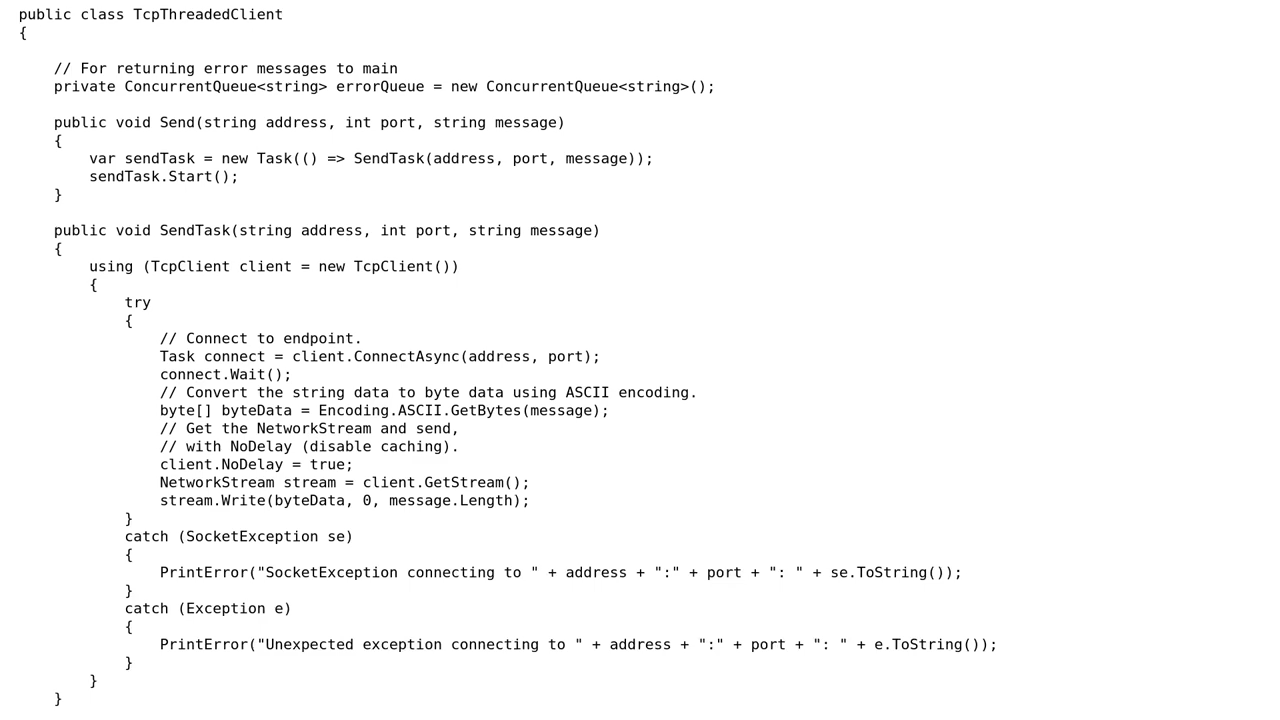 public class TcpThreadedClient
{
// For returning error messages to main
private ConcurrentQueue<string> errorQueue = new ConcurrentQueue<string>();
public void Send(string address, int port, string message)
{
var sendTask = new Task(() => SendTask(address, port, message));
sendTask.Start();
}
public void SendTask(string address, int port, string message)
{
using (TcpClient client = new TcpClient())
{
try
{
// Connect to endpoint.
Task connect = client.ConnectAsync(address, port);
connect.Wait();
// Convert the string data to byte data using ASCII encoding.
byte[] byteData = Encoding.ASCII.GetBytes(message);
// Get the NetworkStream and send,
// with NoDelay (disable caching).
client.NoDelay = true;
NetworkStream stream = client.GetStream();
stream.Write(byteData, 0, message.Length);
}
catch (SocketException se)
{
PrintError("SocketException connecting to " + address + ":" + port + ": " + se.ToString());
}
catch (Exception e)
{
PrintError("Unexpected exception connecting to " + address + ":" + port + ": " + e.ToString());
}
}
}